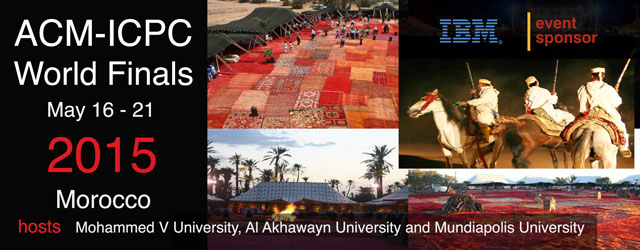 ACM-ICPC
World Finals
May 16 - 21
2015
Morocco
hosts Mohammed V University, Al Akhawayn University and Mundiapolis University
IBM®
event
sponsor